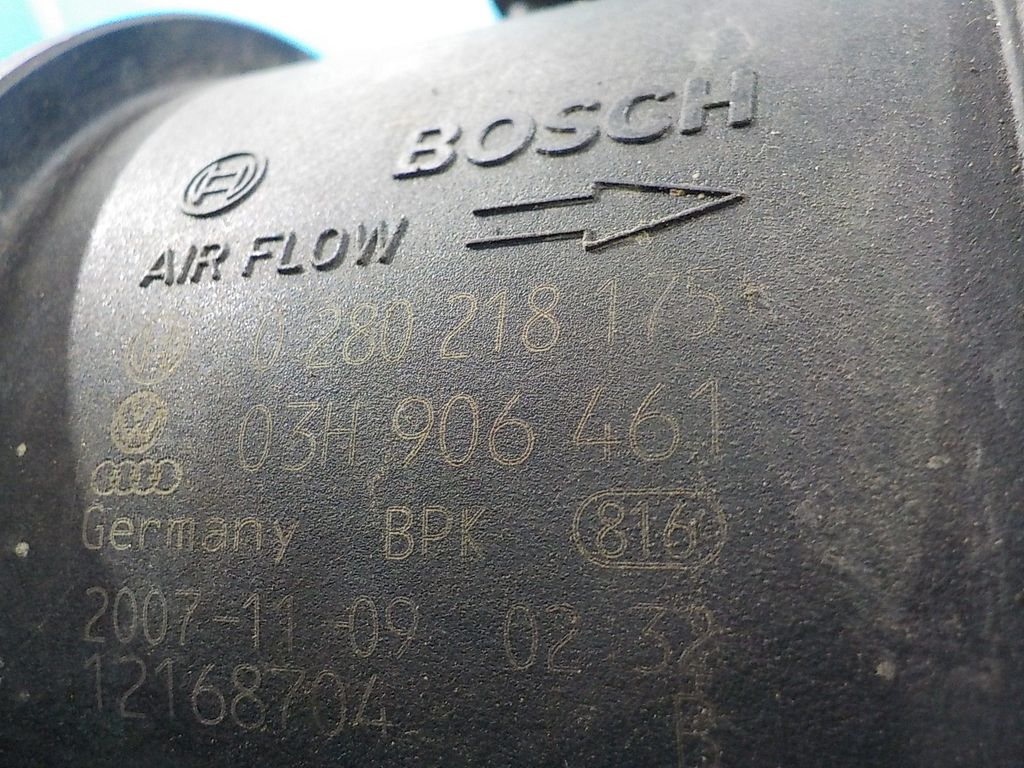 BOSCH
AIR FLOW
0 280 218 175
03H 906 461
Germany BPK 816
2007-11-09 02 32
12168704